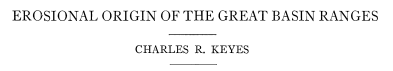 EROSIONAL ORIGIN OF THE GREAT BASIN RANGES
CHARLES R. KEYES